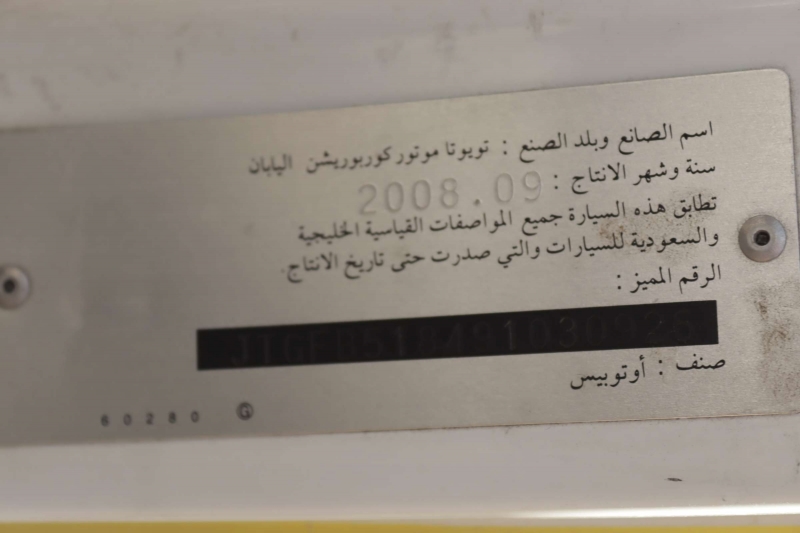 اسم الصانع وبلد الصنع : تويوتا موتور كوربوريشن اليابان
سنة وشهر الانتاج : 2008.09
تطابق هذه السيارة جميع المواصفات القياسية الخليجية
والسعودية للسيارات والتي صدرت حتى تاريخ الانتاج.
الرقم المميز :
صنف : أوتوبيس
60280 G